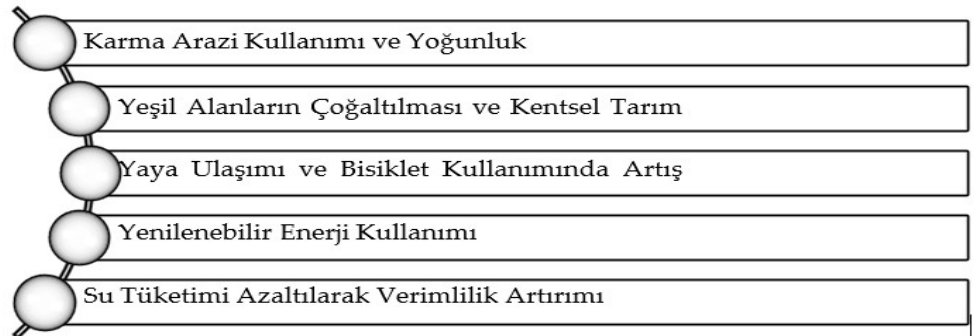 Karma Arazi Kullanımı ve Yoğunluk
Yeşil Alanların Çoğaltılması ve Kentsel Tarım
Yaya Ulaşımı ve Bisiklet Kullanımında Artış
Yenilenebilir Enerji Kullanımı
Su Tüketimi Azaltılarak Verimlilik Artırımı